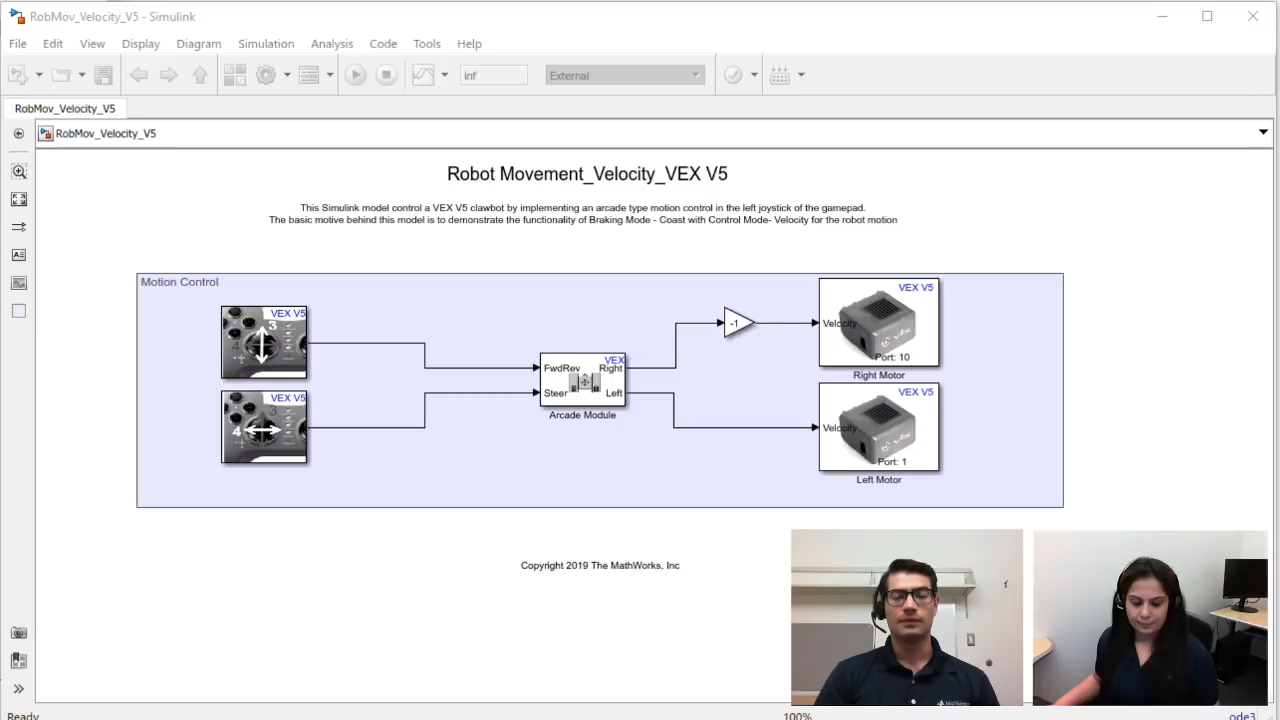 RobMov_Velocity_V5 - Simulink
File Edit View Display Diagram Simulation Analysis Code Tools Help
inf External
RobMov_Velocity_V5
RobMov_Velocity_V5
Robot Movement_Velocity_VEX V5
This Simulink model control a VEX V5 clawbot by implementing an arcade type motion control in the left joystick of the gamepad.
The basic motive behind this model is to demonstrate the functionality of Braking Mode - Coast with Control Mode- Velocity for the robot motion
Motion Control
VEX V5
3
4
VEX V5
3
4
VEX
FwdRev Right
Steer Left
Arcade Module
-1
VEX V5
Velocity
Port: 10
Right Motor
VEX V5
Velocity
Port: 1
Left Motor
Copyright 2019 The MathWorks, Inc
MathWorks
Ready 100% ode3